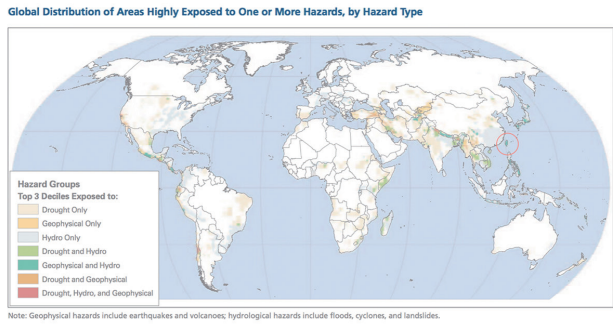 Global Distribution of Areas Highly Exposed to One or More Hazards, by Hazard Type
Hazard Groups
Top 3 Deciles Exposed to:
Drought Only
Geophysical Only
Hydro Only
Drought and Hydro
Geophysical and Hydro
Drought and Geophysical
Drought, Hydro, and Geophysical
Note: Geophysical hazards include earthquakes and volcanoes; hydrological hazards include floods, cyclones, and landslides.